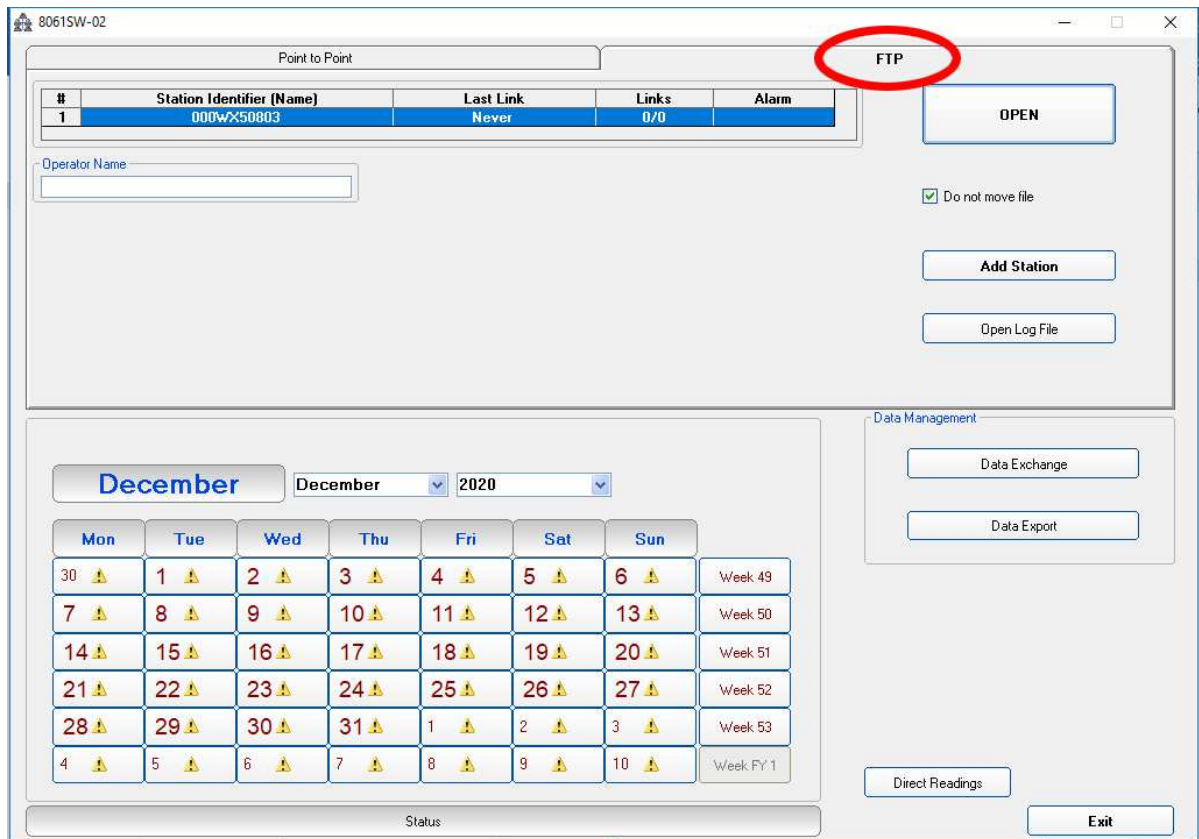 8061SW-02
Point to Point
FTP
# Station Identifier (Name) Last Link Links Alarm
1 000WX50803 Never 0/0
OPEN
Operator Name
Do not move file
Add Station
Open Log File
Data Management
Data Exchange
Data Export
December December 2020
Mon Tue Wed Thu Fri Sat Sun
30 1 2 3 4 5 6 Week 49
7 8 9 10 11 12 13 Week 50
14 15 16 17 18 19 20 Week 51
21 22 23 24 25 26 27 Week 52
28 29 30 31 1 2 3 Week 53
4 5 6 7 8 9 10 Week FY 1
Direct Readings
Status
Exit